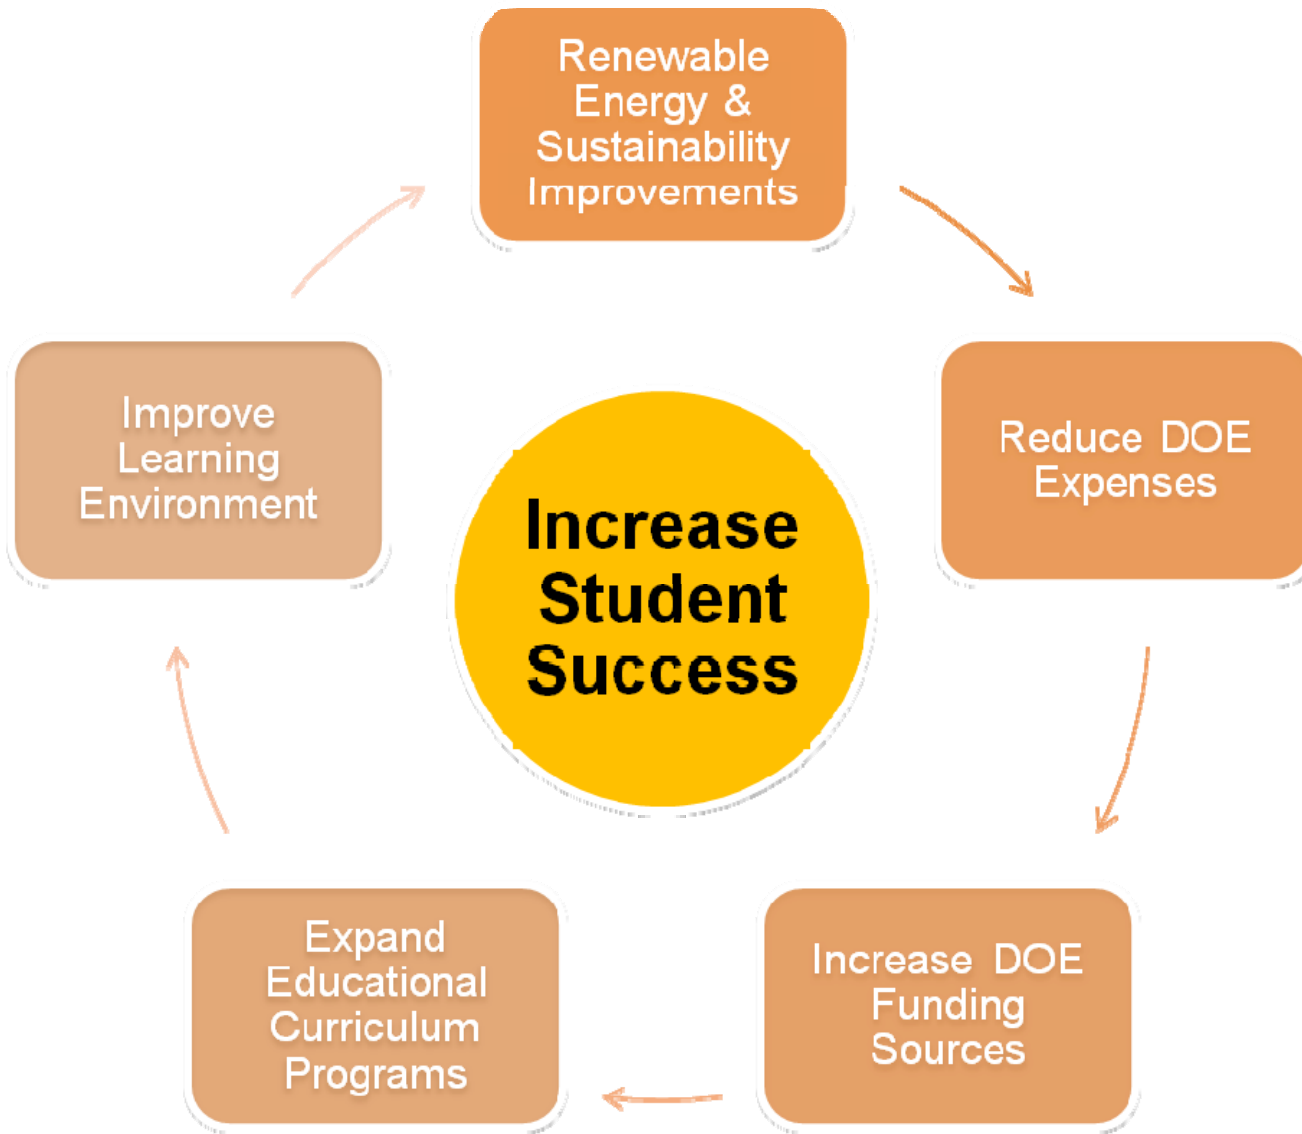 Renewable
Energy &
Sustainability
Improvements
Reduce DOE
Expenses
Increase DOE
Funding
Sources
Expand
Educational
Curriculum
Programs
Improve
Learning
Environment
Increase
Student
Success